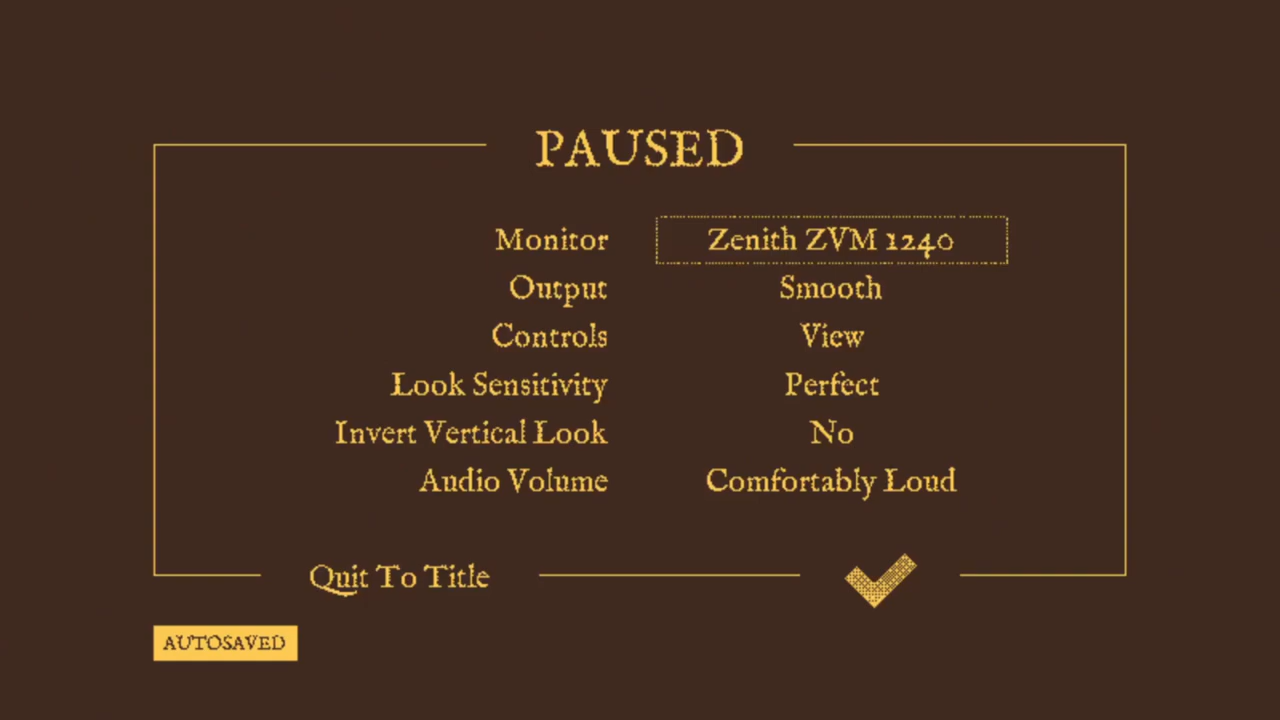 PAUSED
Monitor Zenith ZVM 1240
Output Smooth
Controls View
Look Sensitivity Perfect
Invert Vertical Look No
Audio Volume Comfortably Loud
Quit To Title
AUTOSAVED